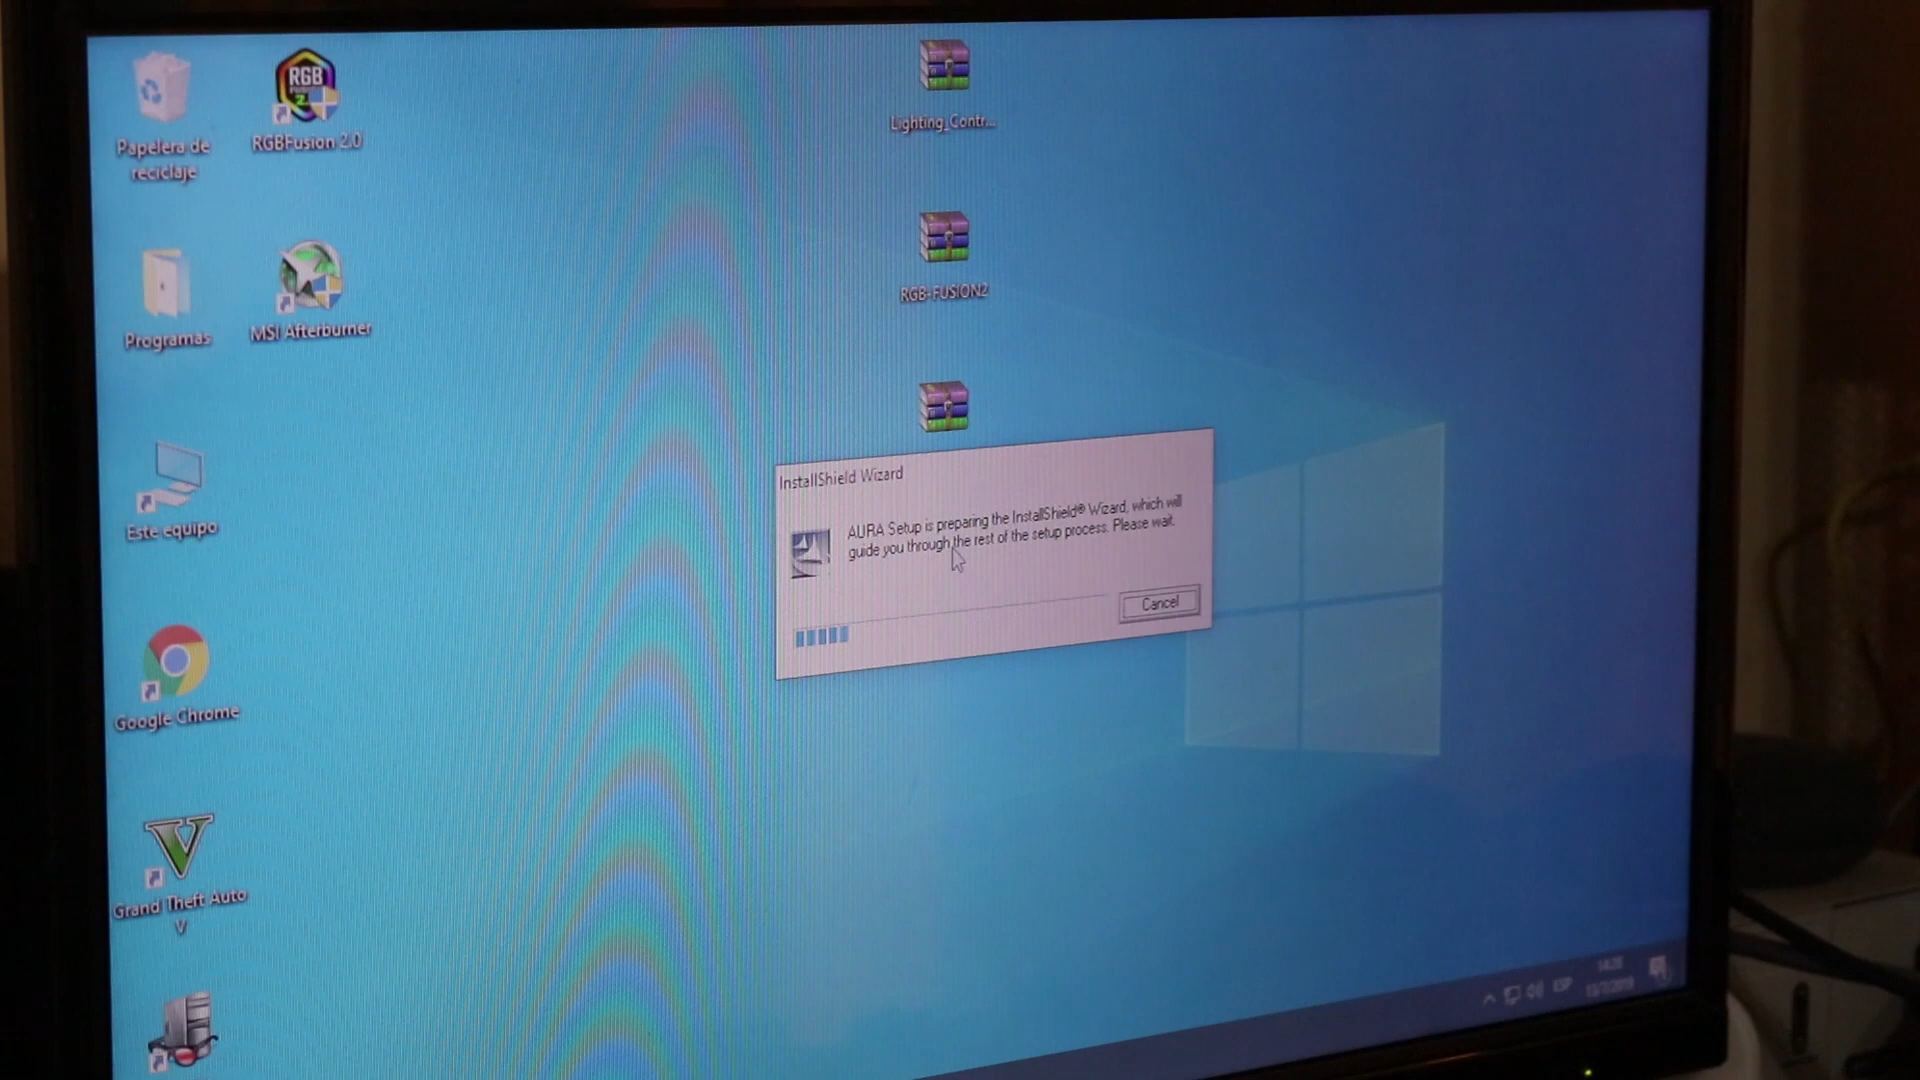 Papelera de
reciclaje
RGB
RGBFusion 2.0
Programas
MSI Afterburner
Este equipo
Google Chrome
Grand Theft Auto
V
Lighting_Contr...
RGB-FUSION2
InstallShield Wizard
AURA Setup is preparing the InstallShield® Wizard, which will
guide you through the rest of the setup process. Please wait.
Cancel
ESP